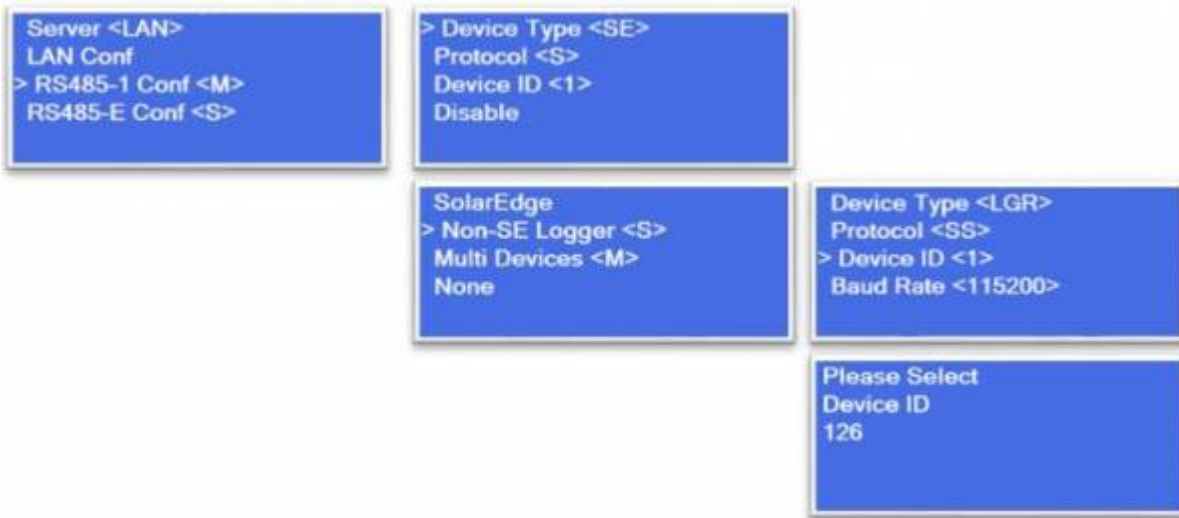 Server <LAN>
LAN Conf
> RS485-1 Conf <M>
RS485-E Conf <S>
> Device Type <SE>
Protocol <S>
Device ID <1>
Disable
SolarEdge
> Non-SE Logger <S>
Multi Devices <M>
None
Device Type <LGR>
Protocol <SS>
> Device ID <1>
Baud Rate <115200>
Please Select
Device ID
126